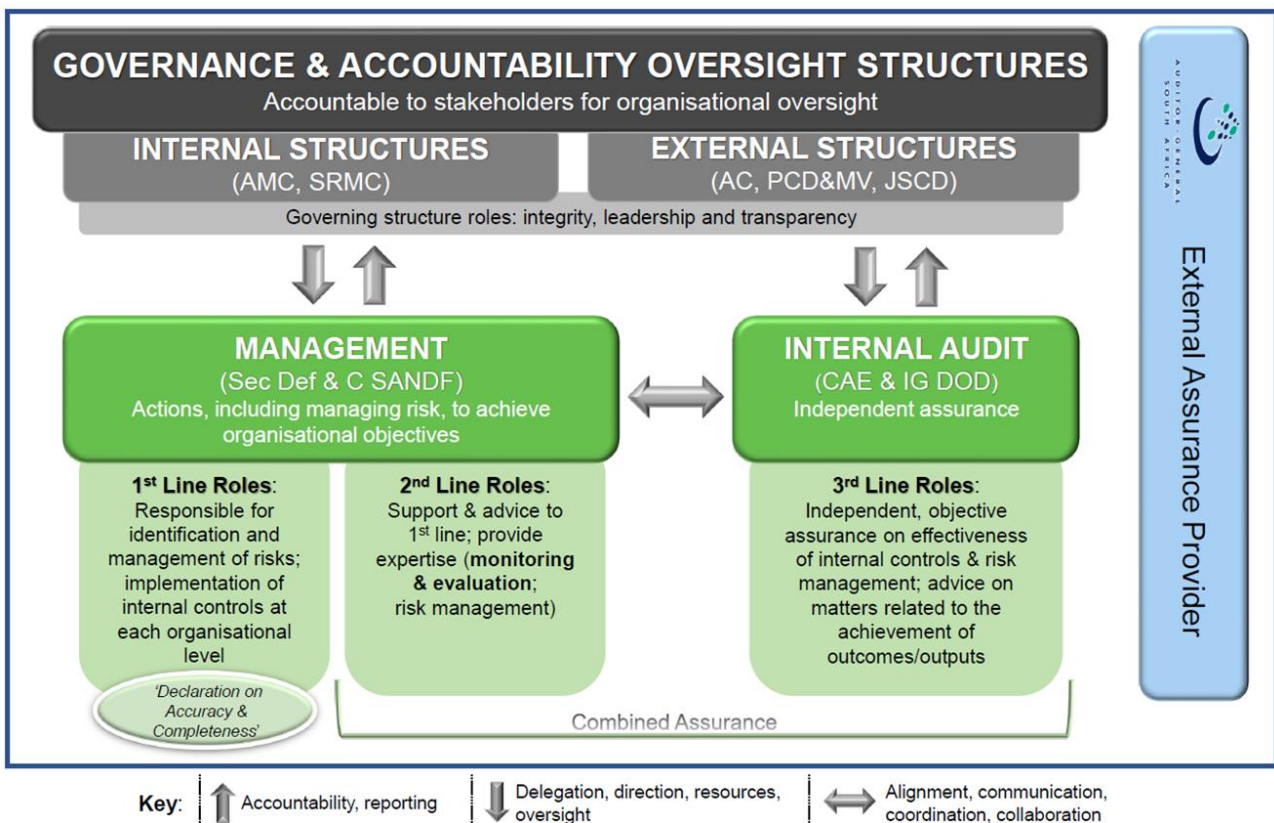 GOVERNANCE & ACCOUNTABILITY OVERSIGHT STRUCTURES
Accountable to stakeholders for organisational oversight
INTERNAL STRUCTURES
(AMC, SRMC)
EXTERNAL STRUCTURES
(AC, PCD&MV, JSCD)
Governing structure roles: integrity, leadership and transparency
MANAGEMENT
(Sec Def & C SANDF)
Actions, including managing risk, to achieve
organisational objectives
INTERNAL AUDIT
(CAE & IG DOD)
Independent assurance
1st Line Roles:
Responsible for
identification and
management of risks;
implementation of
internal controls at
each organisational
level
'Declaration on
Accuracy &
Completeness'
2nd Line Roles:
Support & advice to
1st line; provide
expertise (monitoring
& evaluation;
risk management)
3rd Line Roles:
Independent, objective
assurance on effectiveness
of internal controls & risk
management; advice on
matters related to the
achievement of
outcomes/outputs
Combined Assurance
AUDITOR-GENERAL
SOUTH AFRICA
External Assurance Provider
Key:
Accountability, reporting
Delegation, direction, resources,
oversight
Alignment, communication,
coordination, collaboration